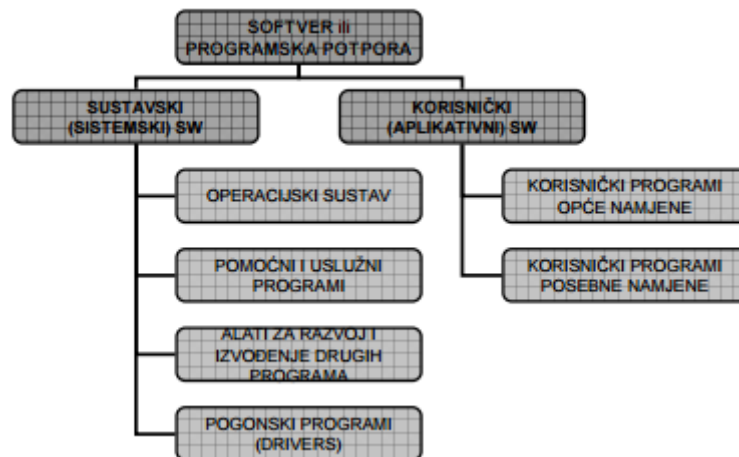 SOFTVER ili
PROGRAMSKA POTPORA
SUSTAVSKI
(SISTEMSKI) SW
KORISNIČKI
(APLIKATIVNI) SW
OPERACIJSKI SUSTAV
POMOĆNI I USLUŽNI
PROGRAMI
ALATI ZA RAZVOJ I
IZVOĐENJE DRUGIH
PROGRAMA
POGONSKI PROGRAMI
(DRIVERS)
KORISNIČKI PROGRAMI
OPĆE NAMJENE
KORISNIČKI PROGRAMI
POSEBNE NAMJENE